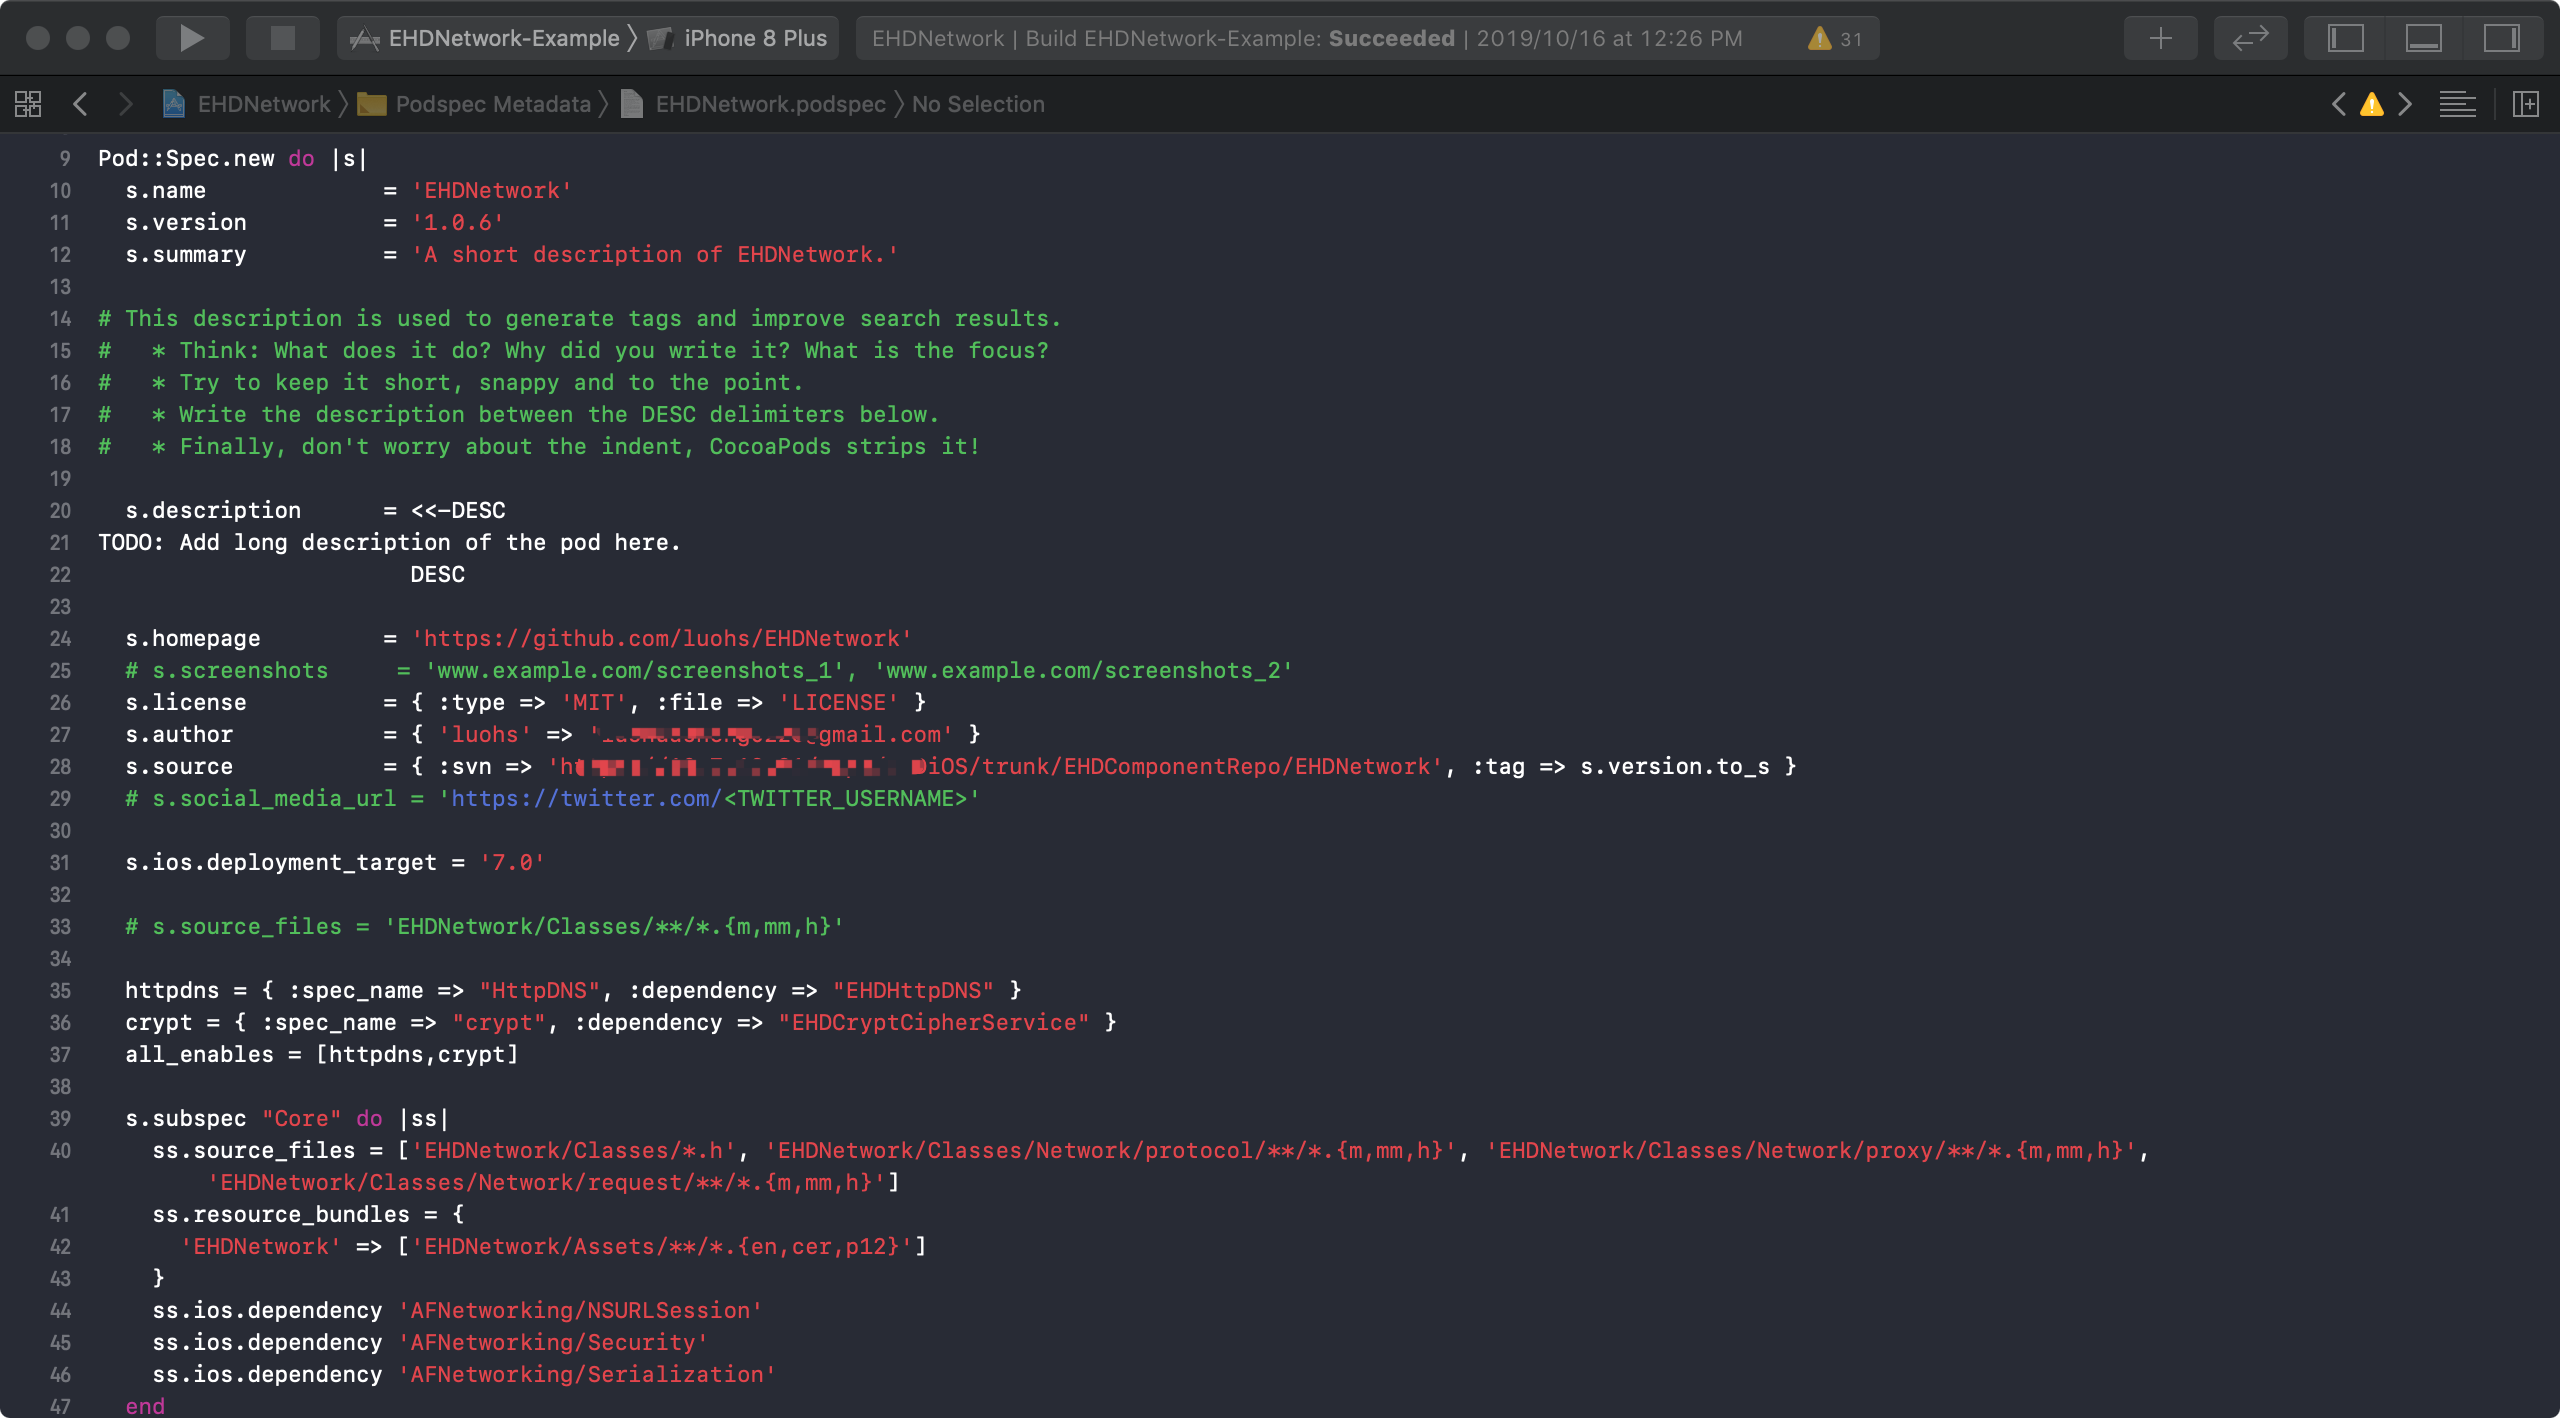 EHDNetwork-Example 〉 iPhone 8 Plus
EHDNetwork | Build EHDNetwork-Example: Succeeded | 2019/10/16 at 12:26 PM
31
EHDNetwork 〉 Podspec Metadata 〉 EHDNetwork.podspec 〉 No Selection
9 Pod::Spec.new do |s|
10   s.name             = 'EHDNetwork'
11   s.version          = '1.0.6'
12   s.summary          = 'A short description of EHDNetwork.'
13
14 # This description is used to generate tags and improve search results.
15 #   * Think: What does it do? Why did you write it? What is the focus?
16 #   * Try to keep it short, snappy and to the point.
17 #   * Write the description between the DESC delimiters below.
18 #   * Finally, don't worry about the indent, CocoaPods strips it!
19
20   s.description      = <<-DESC
21 TODO: Add long description of the pod here.
22                        DESC
23
24   s.homepage         = 'https://github.com/luohs/EHDNetwork'
25   # s.screenshots     = 'www.example.com/screenshots_1', 'www.example.com/screenshots_2'
26   s.license          = { :type => 'MIT', :file => 'LICENSE' }
27   s.author           = { 'luohs' => 'gmail.com' }
28   s.source           = { :svn => 'iOS/trunk/EHDComponentRepo/EHDNetwork', :tag => s.version.to_s }
29   # s.social_media_url = 'https://twitter.com/<TWITTER_USERNAME>'
30
31   s.ios.deployment_target = '7.0'
32
33   # s.source_files = 'EHDNetwork/Classes/**/*.{m,mm,h}'
34
35   httpdns = { :spec_name => "HttpDNS", :dependency => "EHDHttpDNS" }
36   crypt = { :spec_name => "crypt", :dependency => "EHDCryptCipherService" }
37   all_enables = [httpdns,crypt]
38
39   s.subspec "Core" do |ss|
40     ss.source_files = ['EHDNetwork/Classes/*.h', 'EHDNetwork/Classes/Network/protocol/**/*.{m,mm,h}', 'EHDNetwork/Classes/Network/proxy/**/*.{m,mm,h}',
'EHDNetwork/Classes/Network/request/**/*.{m,mm,h}']
41     ss.resource_bundles = {
42       'EHDNetwork' => ['EHDNetwork/Assets/**/*.{en,cer,p12}']
43     }
44     ss.ios.dependency 'AFNetworking/NSURLSession'
45     ss.ios.dependency 'AFNetworking/Security'
46     ss.ios.dependency 'AFNetworking/Serialization'
47   end